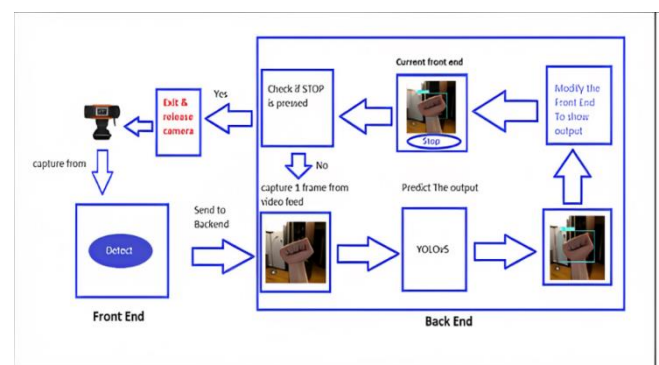 Current front end
Check if STOP
is pressed
Yes
Exit &
release
camera
Modify the
Front End
To show
output
Stop
No
capture from
capture 1 frame from
video feed
Predict The output
Send to
Backend
Detect
YOLOv5
Front End
Back End